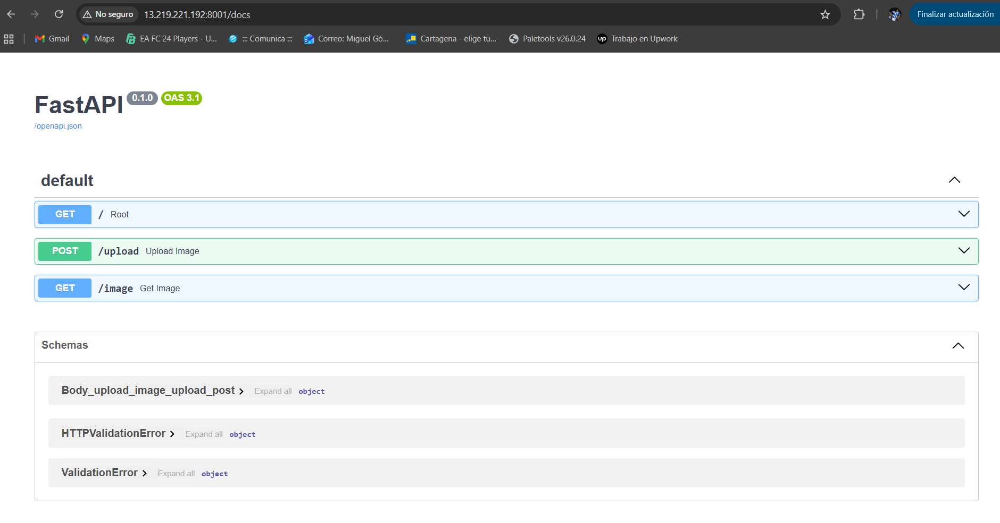 No seguro 13.219.221.192:8001/docs Finalizar actualización
Gmail Maps EA FC 24 Players - U... ::: Comunica ::: Correo: Miguel Gó... Cartagena - elige tu... Paletools v26.0.24 up Trabajo en Upwork
FastAPI 0.1.0 OAS 3.1
/openapi.json
default
GET / Root
POST /upload Upload Image
GET /image Get Image
Schemas
Body_upload_image_upload_post Expand all object
HTTPValidationError Expand all object
ValidationError Expand all object